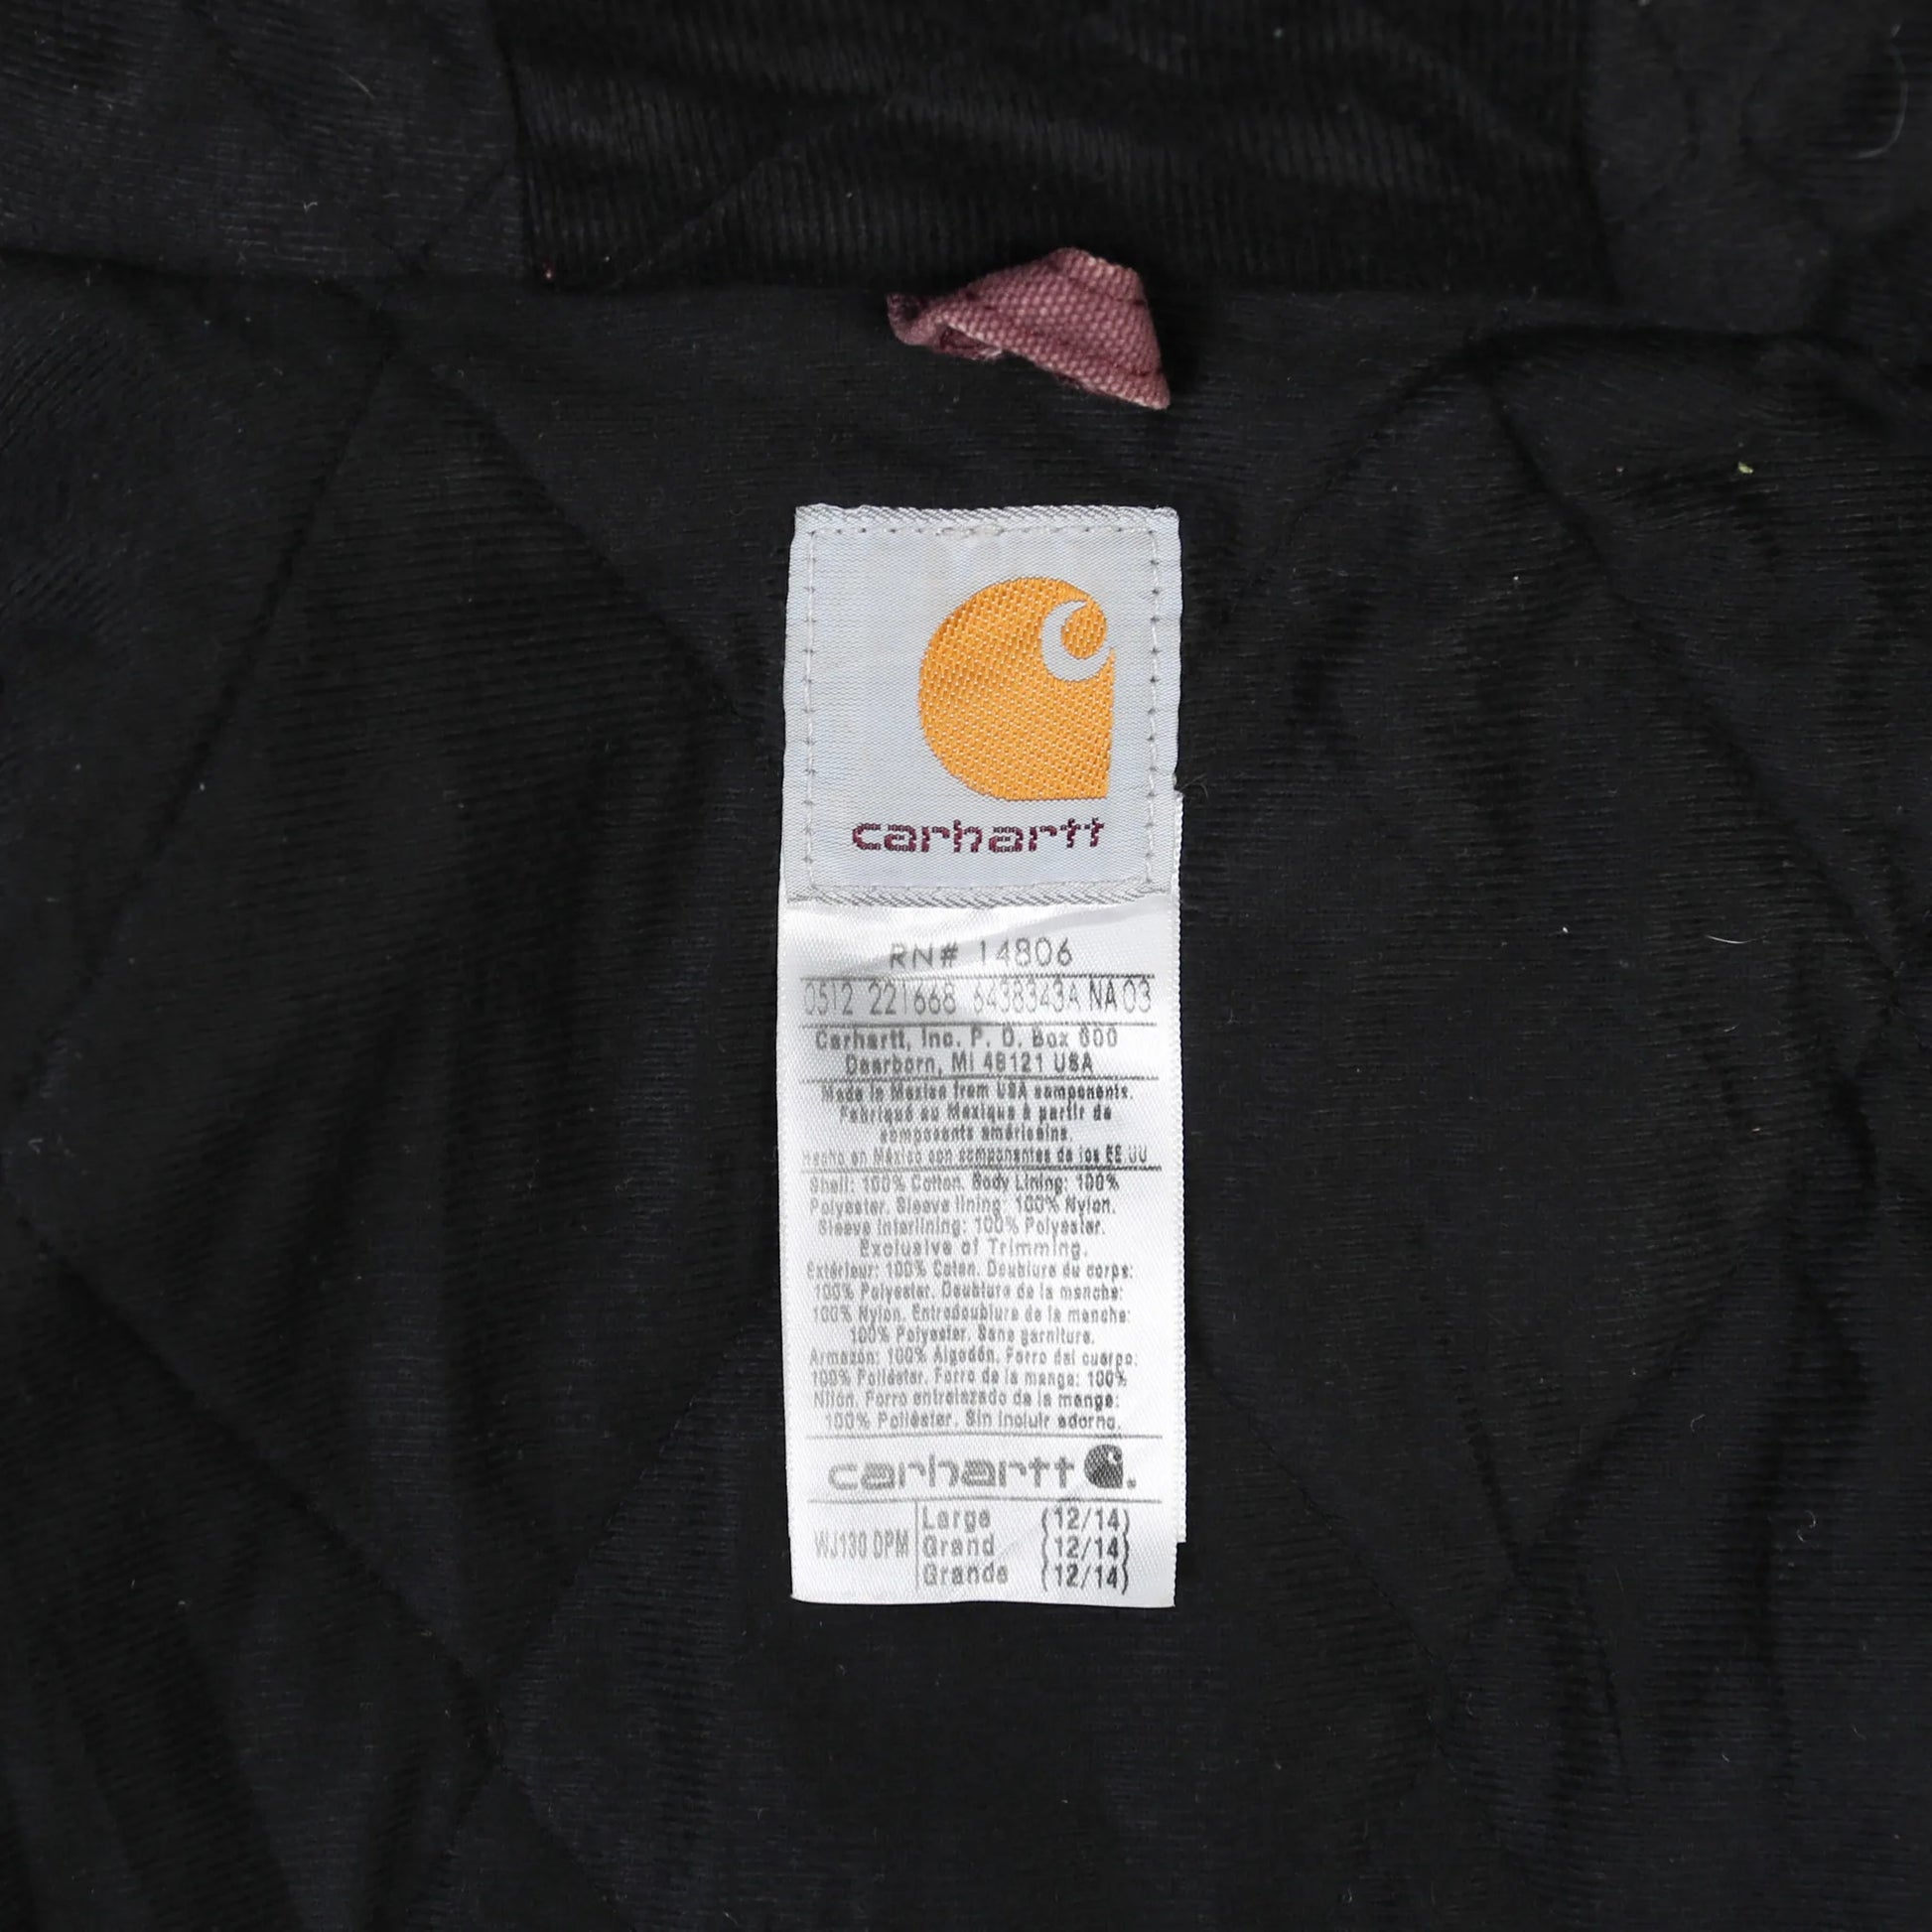 carhartt
RN# 14806
0512 221668 6438343A NA 03
Carhartt, Inc. P. O. Box 600
Dearborn, MI 48121 USA
Made in Mexico from USA components.
Fabriqué au Mexique à partir de
composants américains.
Hecho en México con componentes de los EE.UU
Shell: 100% Cotton. Body Lining: 100%
Polyester. Sleeve lining: 100% Nylon.
Sleeve interlining: 100% Polyester.
Exclusive of Trimming.
Extérieur: 100% Coton. Doublure du corps:
100% Polyester. Doublure de la manche:
100% Nylon. Entredoublure de la manche:
100% Polyester. Sans garniture.
Armazón: 100% Algodón. Forro del cuerpo:
100% Poliéster. Forro de la manga: 100%
Nilón. Forro entrelazado de la manga:
100% Poliéster. Sin incluir adorno.
carhartt
WJ130 DPM Large (12/14)
Grand (12/14)
Grande (12/14)